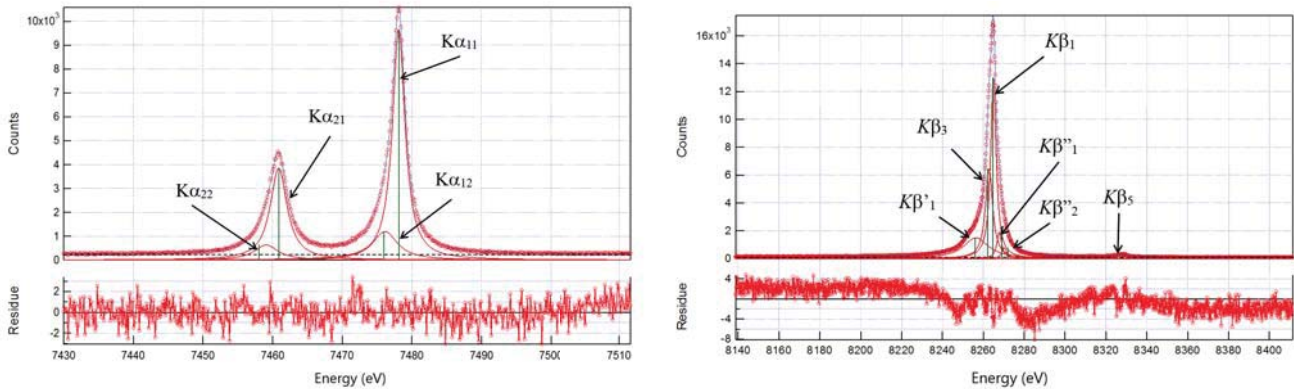 10x10³
9
8
7
6
5
4
3
2
1
0
Counts
Kα₁₁
Kα₂₁
Kα₂₂
Kα₁₂
2
0
-2
Residue
7430 7440 7450 7460 7470 7480 7490 7500 7510
Energy (eV)
16x10³
14
12
10
8
6
4
2
0
Counts
Kβ₁
Kβ₃
Kβ"₁
Kβ'₁
Kβ"₂
Kβ₅
4
0
-4
-8
Residue
8140 8160 8180 8200 8220 8240 8260 8280 8300 8320 8340 8360 8380 8400
Energy (eV)